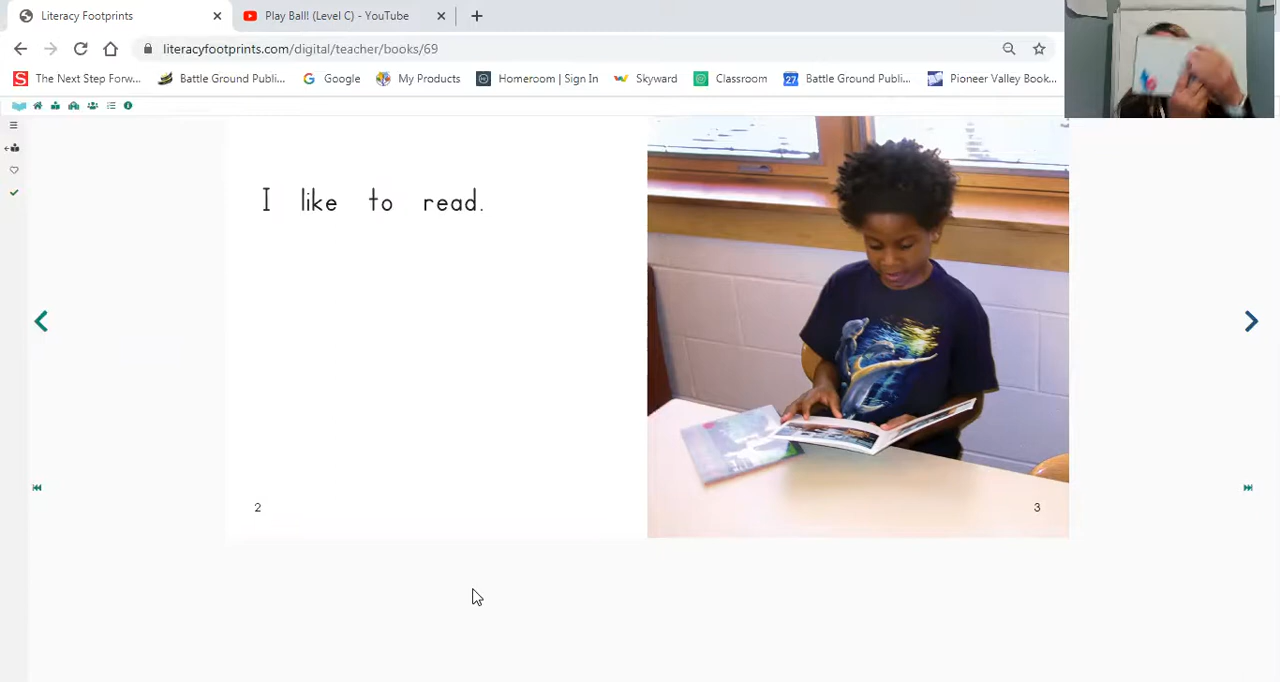 Literacy Footprints
Play Ball! (Level C) - YouTube
literacyfootprints.com/digital/teacher/books/69
The Next Step Forw...
Battle Ground Publi...
Google
My Products
Homeroom | Sign In
Skyward
Classroom
27
Battle Ground Publi...
Pioneer Valley Book...
I like to read.
2
3